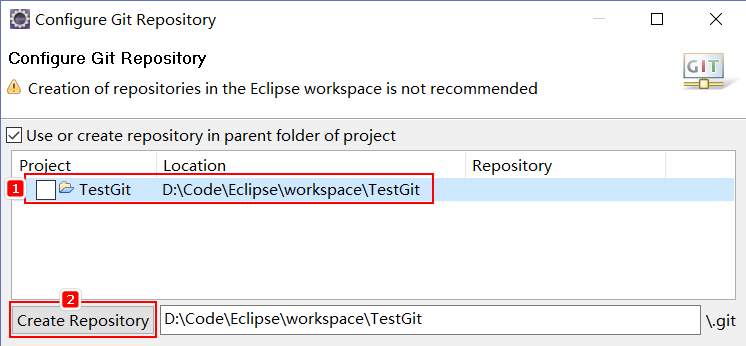 Configure Git Repository
Configure Git Repository
Creation of repositories in the Eclipse workspace is not recommended
GIT
Use or create repository in parent folder of project
Project Location Repository
1 TestGit D:\Code\Eclipse\workspace\TestGit
2
Create Repository D:\Code\Eclipse\workspace\TestGit \.git